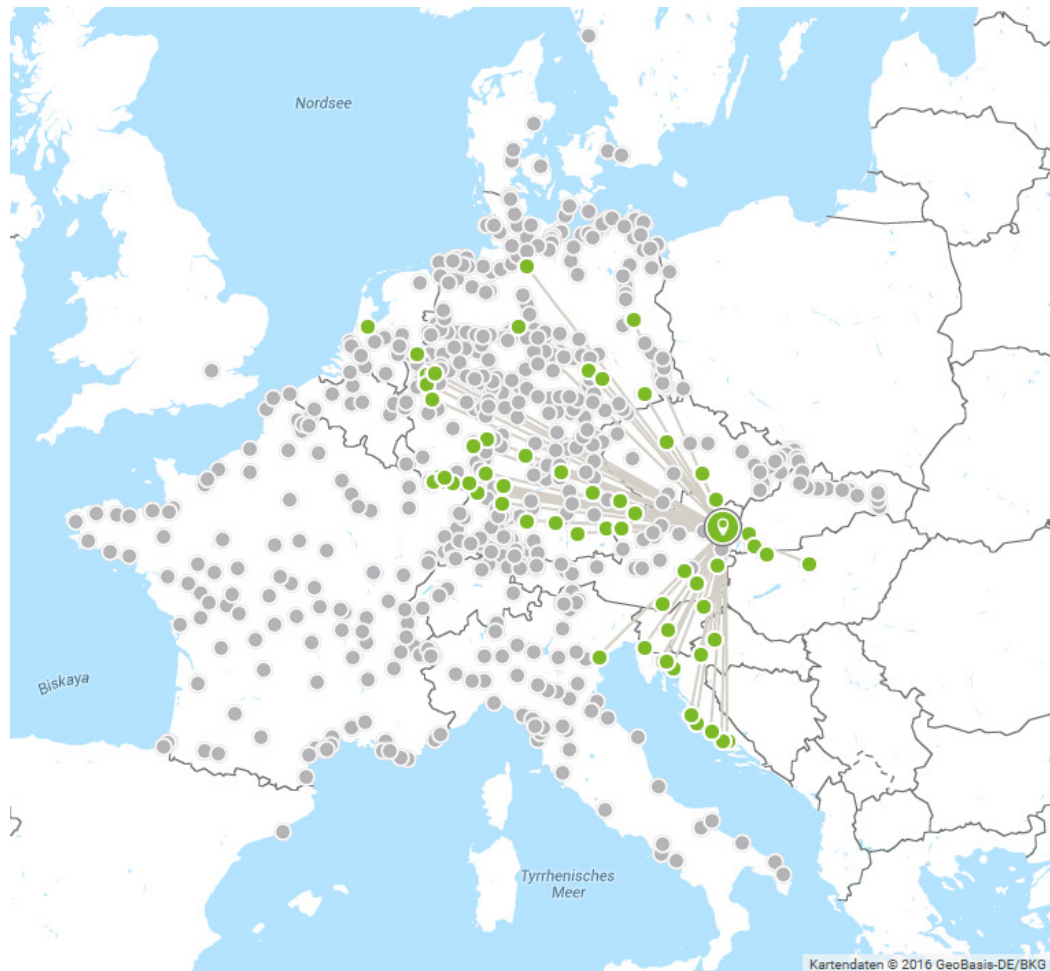 Nordsee
Biskaya
Tyrrhenisches
Meer
Kartendaten © 2016 GeoBasis-DE/BKG